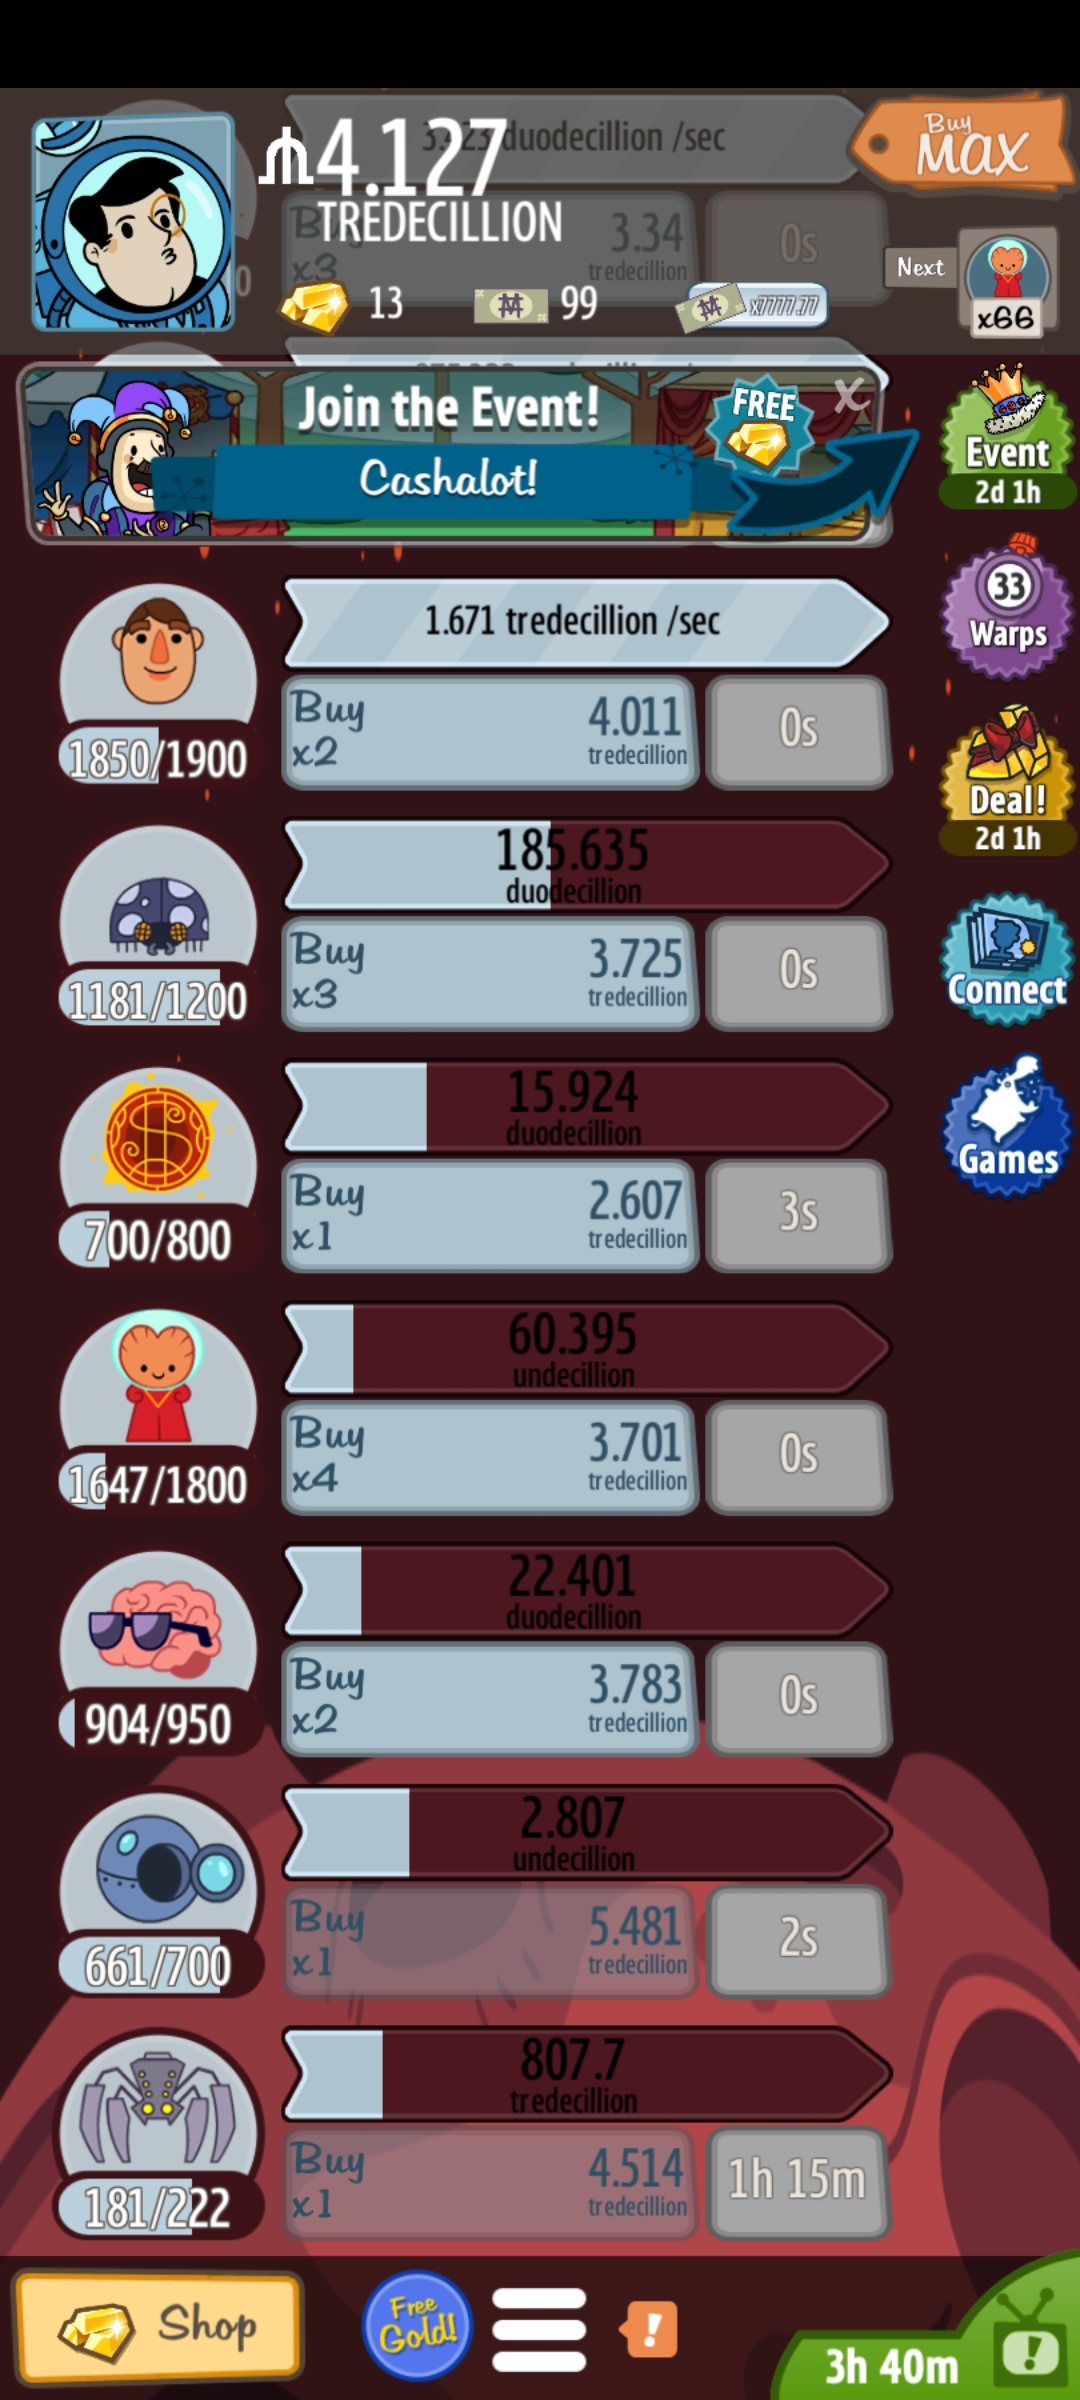 3.323 duodecillion /sec
₥4.127
TREDECILLION
Buy
MAX
Buy
x3
3.34
tredecillion
0s
Next
x66
13
99
x7777.77
Join the Event!
Cashalot!
FREE
X
Event
2d 1h
33
Warps
Deal!
2d 1h
Connect
Games
1.671 tredecillion /sec
1850/1900
Buy
x2
4.011
tredecillion
0s
185.635
duodecillion
1181/1200
Buy
x3
3.725
tredecillion
0s
15.924
duodecillion
700/800
Buy
x1
2.607
tredecillion
3s
60.395
undecillion
1647/1800
Buy
x4
3.701
tredecillion
0s
22.401
duodecillion
904/950
Buy
x2
3.783
tredecillion
0s
2.807
undecillion
661/700
Buy
x1
5.481
tredecillion
2s
807.7
tredecillion
181/222
Buy
x1
4.514
tredecillion
1h 15m
Shop
Free
Gold!
!
3h 40m
!